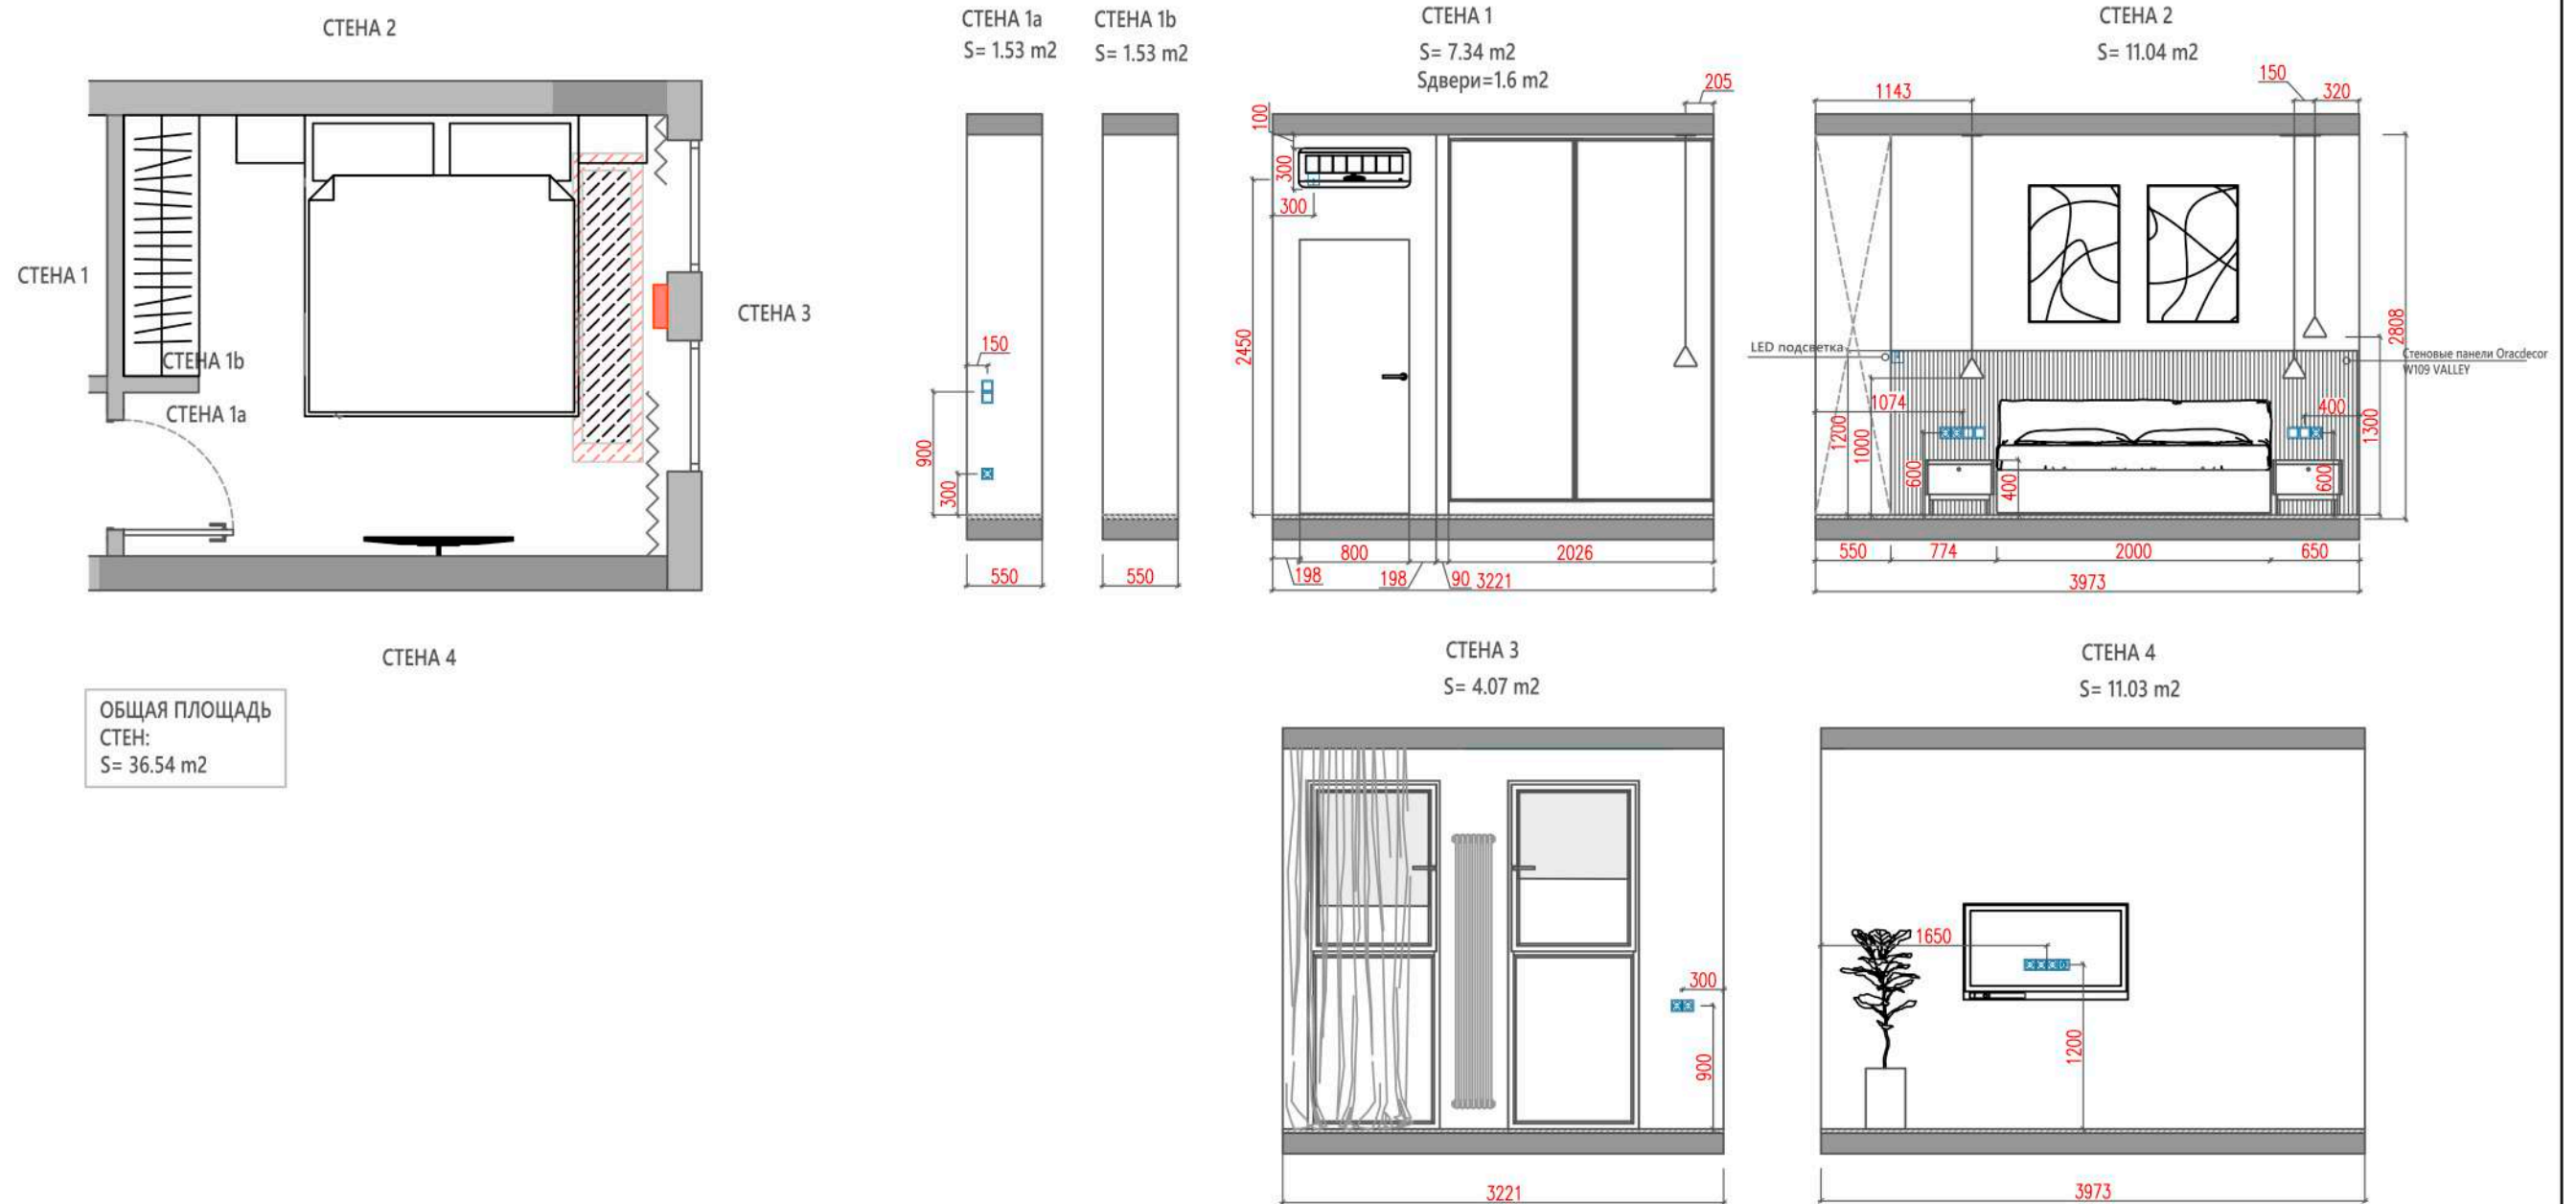 СТЕНА 2
СТЕНА 1
СТЕНА 1b
СТЕНА 1a
СТЕНА 3
СТЕНА 4
ОБЩАЯ ПЛОЩАДЬ
СТЕН:
S= 36.54 m2
СТЕНА 1a
S= 1.53 m2
150
900
300
550
СТЕНА 1b
S= 1.53 m2
550
СТЕНА 1
S= 7.34 m2
Sдвери=1.6 m2
205
100
300
300
2450
800
2026
198
198
90
3221
СТЕНА 2
S= 11.04 m2
1143
150
320
2808
LED подсветка
Стеновые панели Oracdecor
W109 VALLEY
1074
400
1200
1000
1300
600
400
600
550
774
2000
650
3973
СТЕНА 3
S= 4.07 m2
300
900
3221
СТЕНА 4
S= 11.03 m2
1650
1200
3973